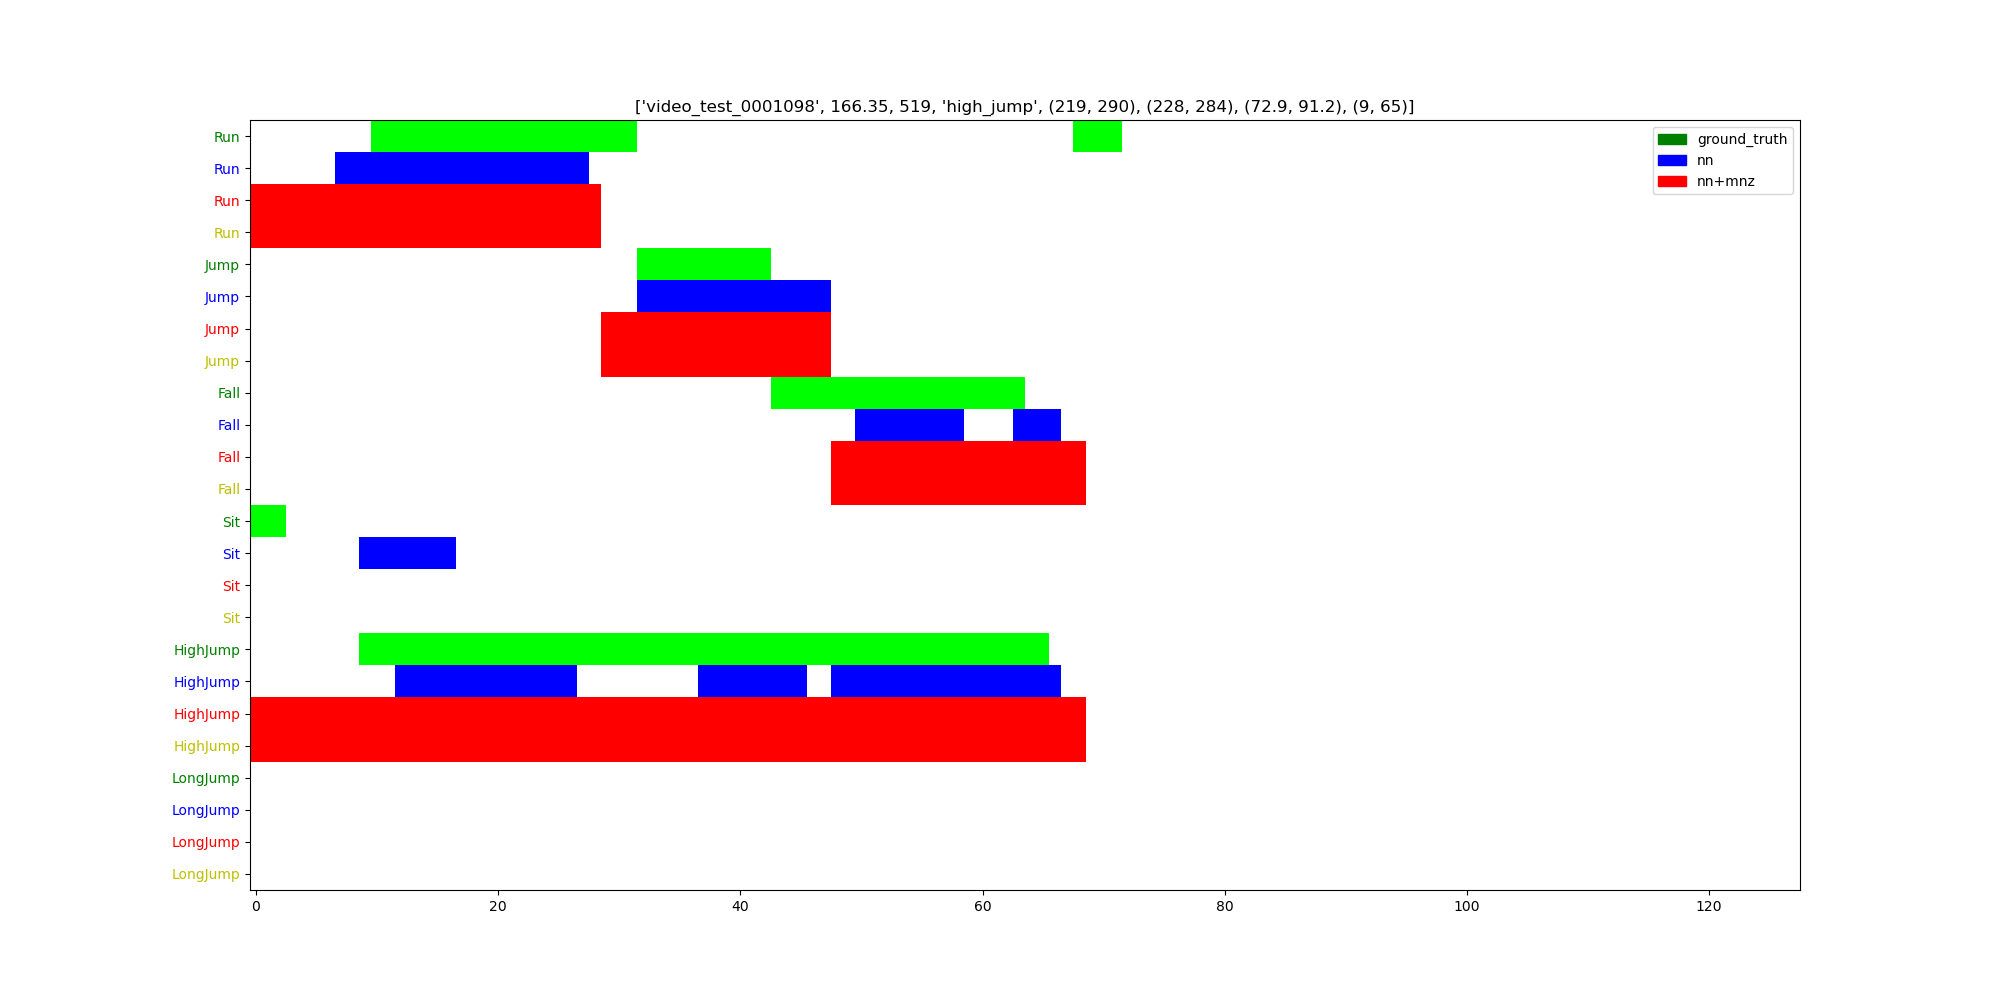 ['video_test_0001098', 166.35, 519, 'high_jump', (219, 290), (228, 284), (72.9, 91.2), (9, 65)]
ground_truth
nn
nn+mnz
Run
Run
Run
Run
Jump
Jump
Jump
Jump
Fall
Fall
Fall
Fall
Sit
Sit
Sit
Sit
HighJump
HighJump
HighJump
HighJump
LongJump
LongJump
LongJump
LongJump
0 20 40 60 80 100 120